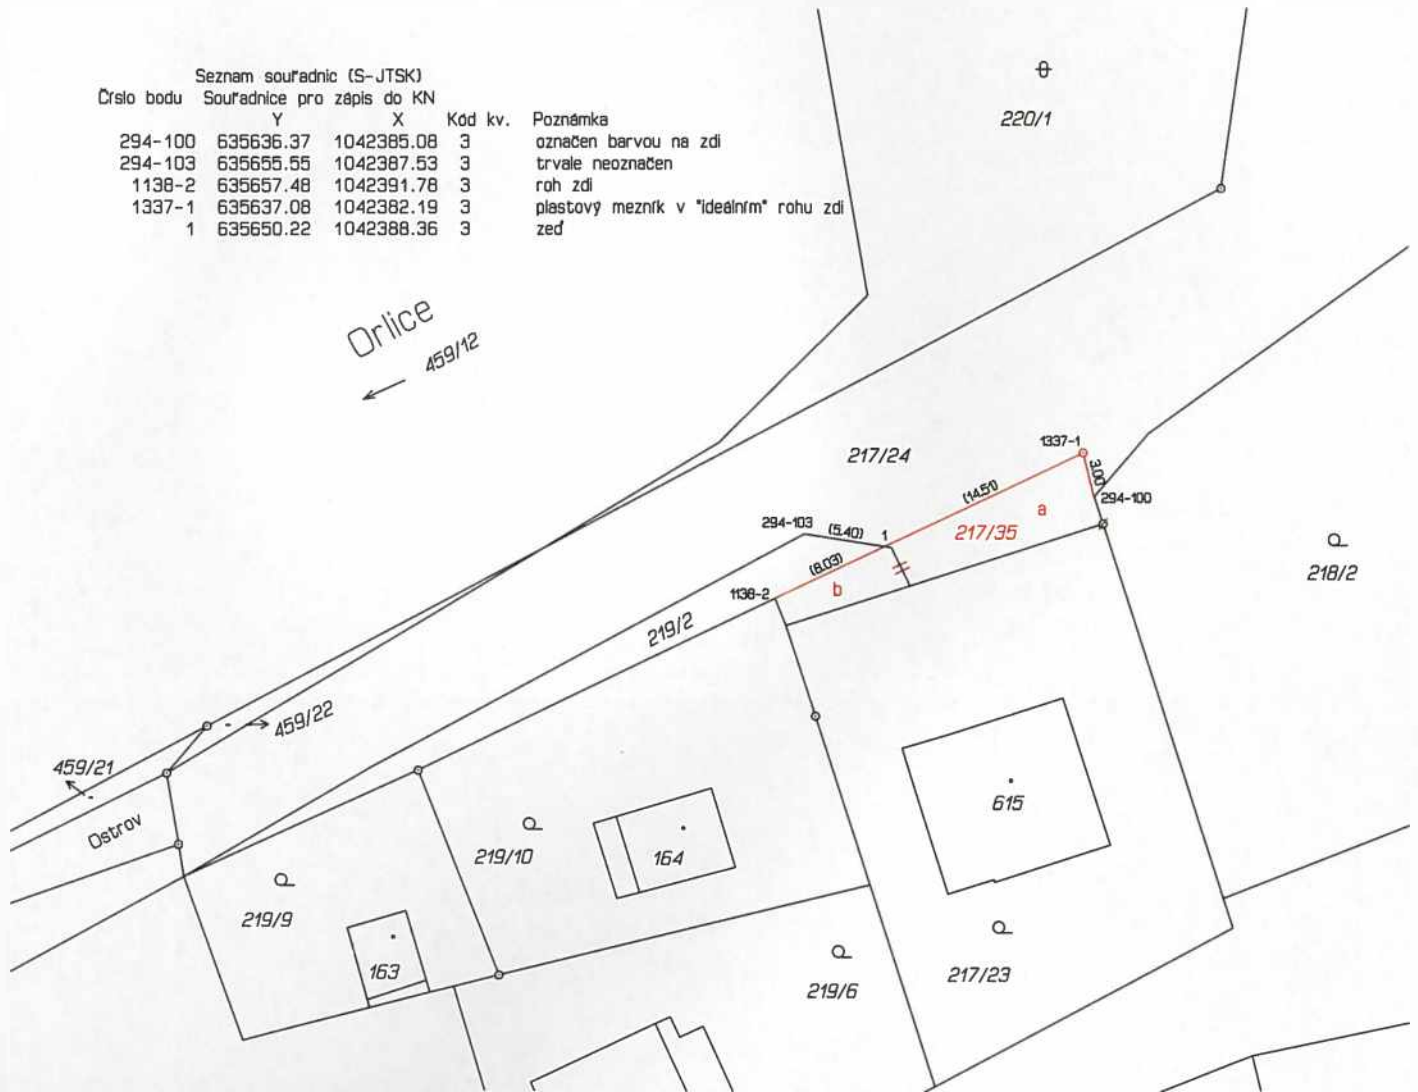 Seznam souřadnic (S-JTSK)
Číslo bodu Souřadnice pro zápis do KN
Y X Kód kv. Poznámka
294-100 635636.37 1042385.08 3 označen barvou na zdi
294-103 635655.55 1042387.53 3 trvale neoznačen
1138-2 635657.48 1042391.78 3 roh zdi
1337-1 635637.08 1042382.19 3 plastový mezník v "ideálním" rohu zdi
1 635650.22 1042388.36 3 zeď
220/1
Orlice
459/12
217/24
1337-1
3.00
(14.51)
294-100
a
217/35
294-103
(5.40)
1
(8.03)
b
1138-2
218/2
219/2
459/22
459/21
Ostrov
615
219/10
164
219/9
163
219/6
217/23